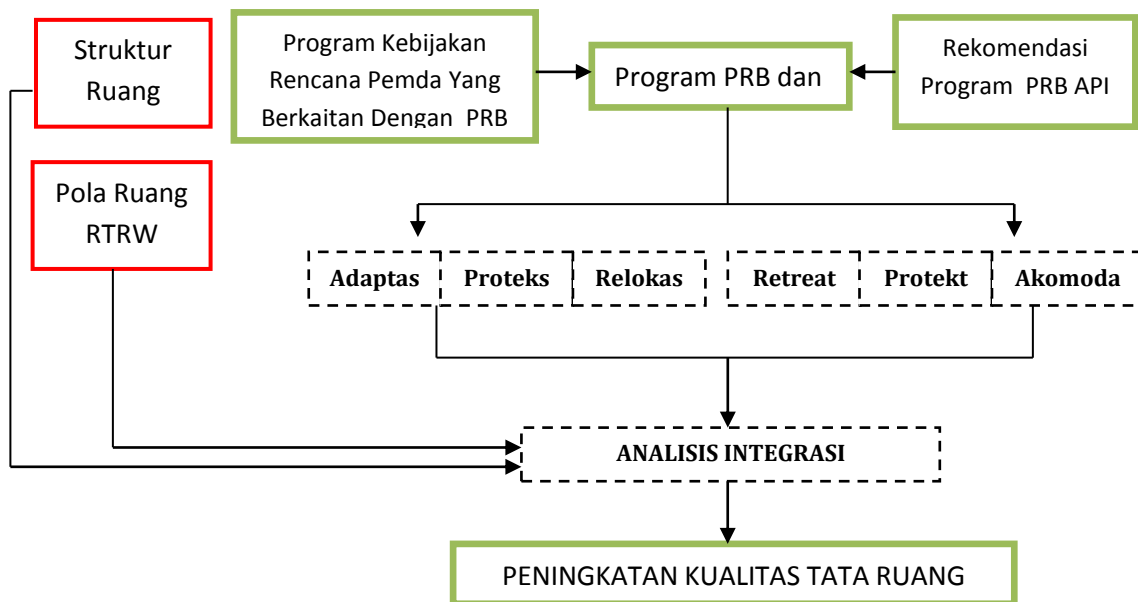 Struktur
Ruang
Program Kebijakan
Rencana Pemda Yang
Berkaitan Dengan PRB
Program PRB dan
Rekomendasi
Program PRB API
Pola Ruang
RTRW
Adaptas
Proteks
Relokas
Retreat
Protekt
Akomoda
ANALISIS INTEGRASI
PENINGKATAN KUALITAS TATA RUANG